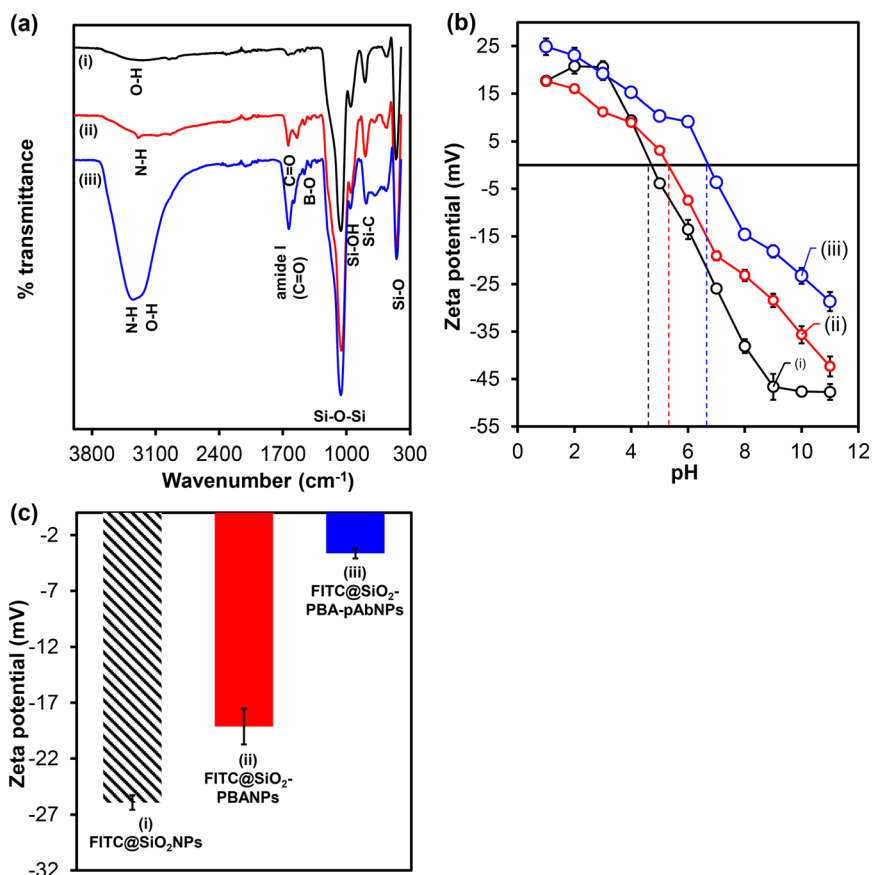 (a)
(i)
O-H
(ii)
N-H
(iii)
C=O
B-O
Si-OH
Si-C
amide I
(C=O)
N-H
O-H
Si-O
Si-O-Si
% transmittance
3800 3100 2400 1700 1000 300
Wavenumber (cm⁻¹)
(b)
25
15
5
-5
-15
-25
-35
-45
-55
Zeta potential (mV)
(iii)
(ii)
(i)
0 2 4 6 8 10 12
pH
(c)
-2
-7
-12
-17
-22
-27
-32
Zeta potential (mV)
(iii)
FITC@SiO₂-
PBA-pAbNPs
(ii)
FITC@SiO₂-
PBANPs
(i)
FITC@SiO₂NPs